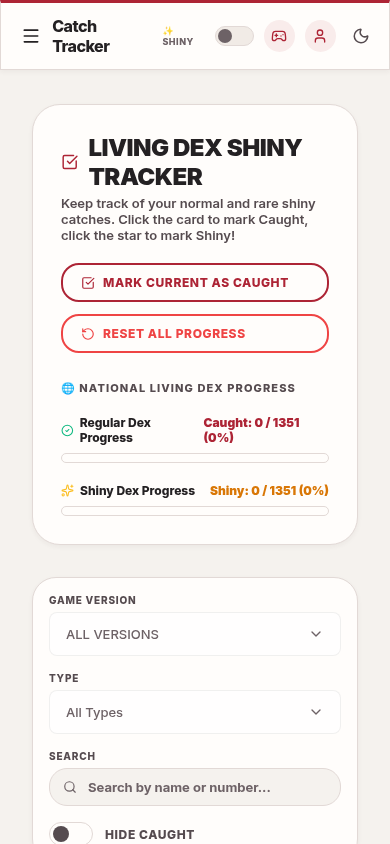 Catch
Tracker
✨
SHINY
LIVING DEX SHINY
TRACKER
Keep track of your normal and rare shiny
catches. Click the card to mark Caught,
click the star to mark Shiny!
MARK CURRENT AS CAUGHT
RESET ALL PROGRESS
🌐 NATIONAL LIVING DEX PROGRESS
Regular Dex
Progress
Caught: 0 / 1351
(0%)
Shiny Dex Progress
Shiny: 0 / 1351 (0%)
GAME VERSION
ALL VERSIONS
TYPE
All Types
SEARCH
Search by name or number...
HIDE CAUGHT